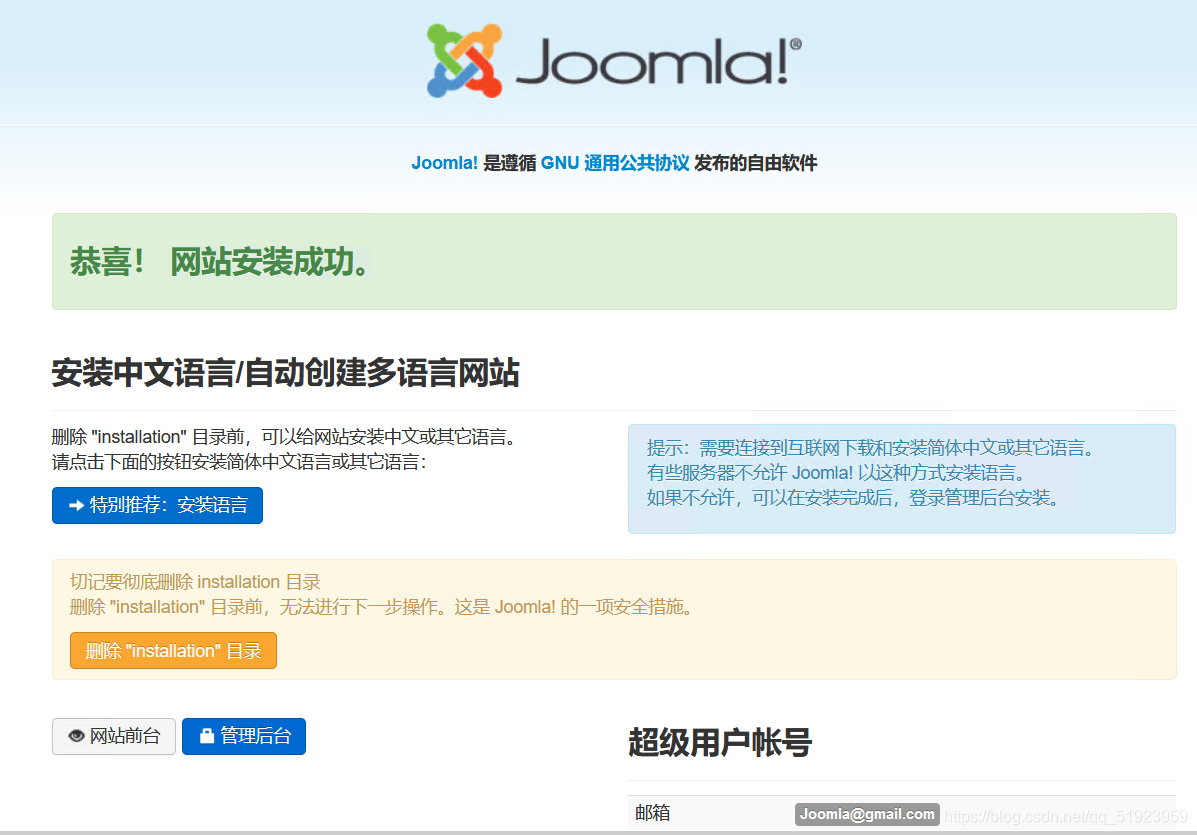 Joomla!®
Joomla! 是遵循 GNU 通用公共协议 发布的自由软件
恭喜! 网站安装成功。
安装中文语言/自动创建多语言网站
删除 "installation" 目录前，可以给网站安装中文或其它语言。
请点击下面的按钮安装简体中文语言或其它语言：
特别推荐：安装语言
提示：需要连接到互联网下载和安装简体中文或其它语言。
有些服务器不允许 Joomla! 以这种方式安装语言。
如果不允许，可以在安装完成后，登录管理后台安装。
切记要彻底删除 installation 目录
删除 "installation" 目录前，无法进行下一步操作。这是 Joomla! 的一项安全措施。
删除 "installation" 目录
网站前台
管理后台
超级用户帐号
邮箱
Joomla@gmail.com
https://blog.csdn.net/qq_51923959